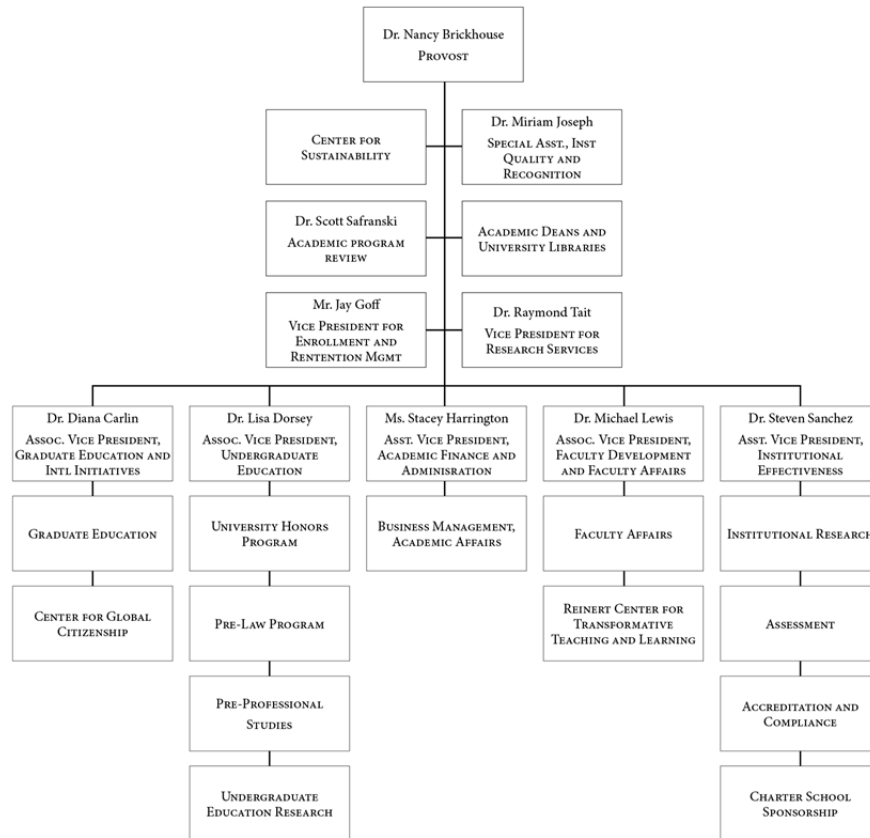 Dr. Nancy Brickhouse
Provost
Center for
Sustainability
Dr. Miriam Joseph
Special Asst., Inst
Quality and
Recognition
Dr. Scott Safranski
Academic program
review
Academic Deans and
University Libraries
Mr. Jay Goff
Vice President for
Enrollment and
Rentention Mgmt
Dr. Raymond Tait
Vice President for
Research Services
Dr. Diana Carlin
Assoc. Vice President,
Graduate Education and
Intl Initiatives
Dr. Lisa Dorsey
Assoc. Vice President,
Undergraduate
Education
Ms. Stacey Harrington
Asst. Vice President,
Academic Finance and
Adminisration
Dr. Michael Lewis
Assoc. Vice President,
Faculty Development
and Faculty Affairs
Dr. Steven Sanchez
Asst. Vice President,
Institutional
Effectiveness
Graduate Education
University Honors
Program
Business Management,
Academic Affairs
Faculty Affairs
Institutional Research
Center for Global
Citizenship
Pre-Law Program
Reinert Center for
Transformative
Teaching and Learning
Assessment
Pre-Professional
Studies
Accreditation and
Compliance
Undergraduate
Education Research
Charter School
Sponsorship